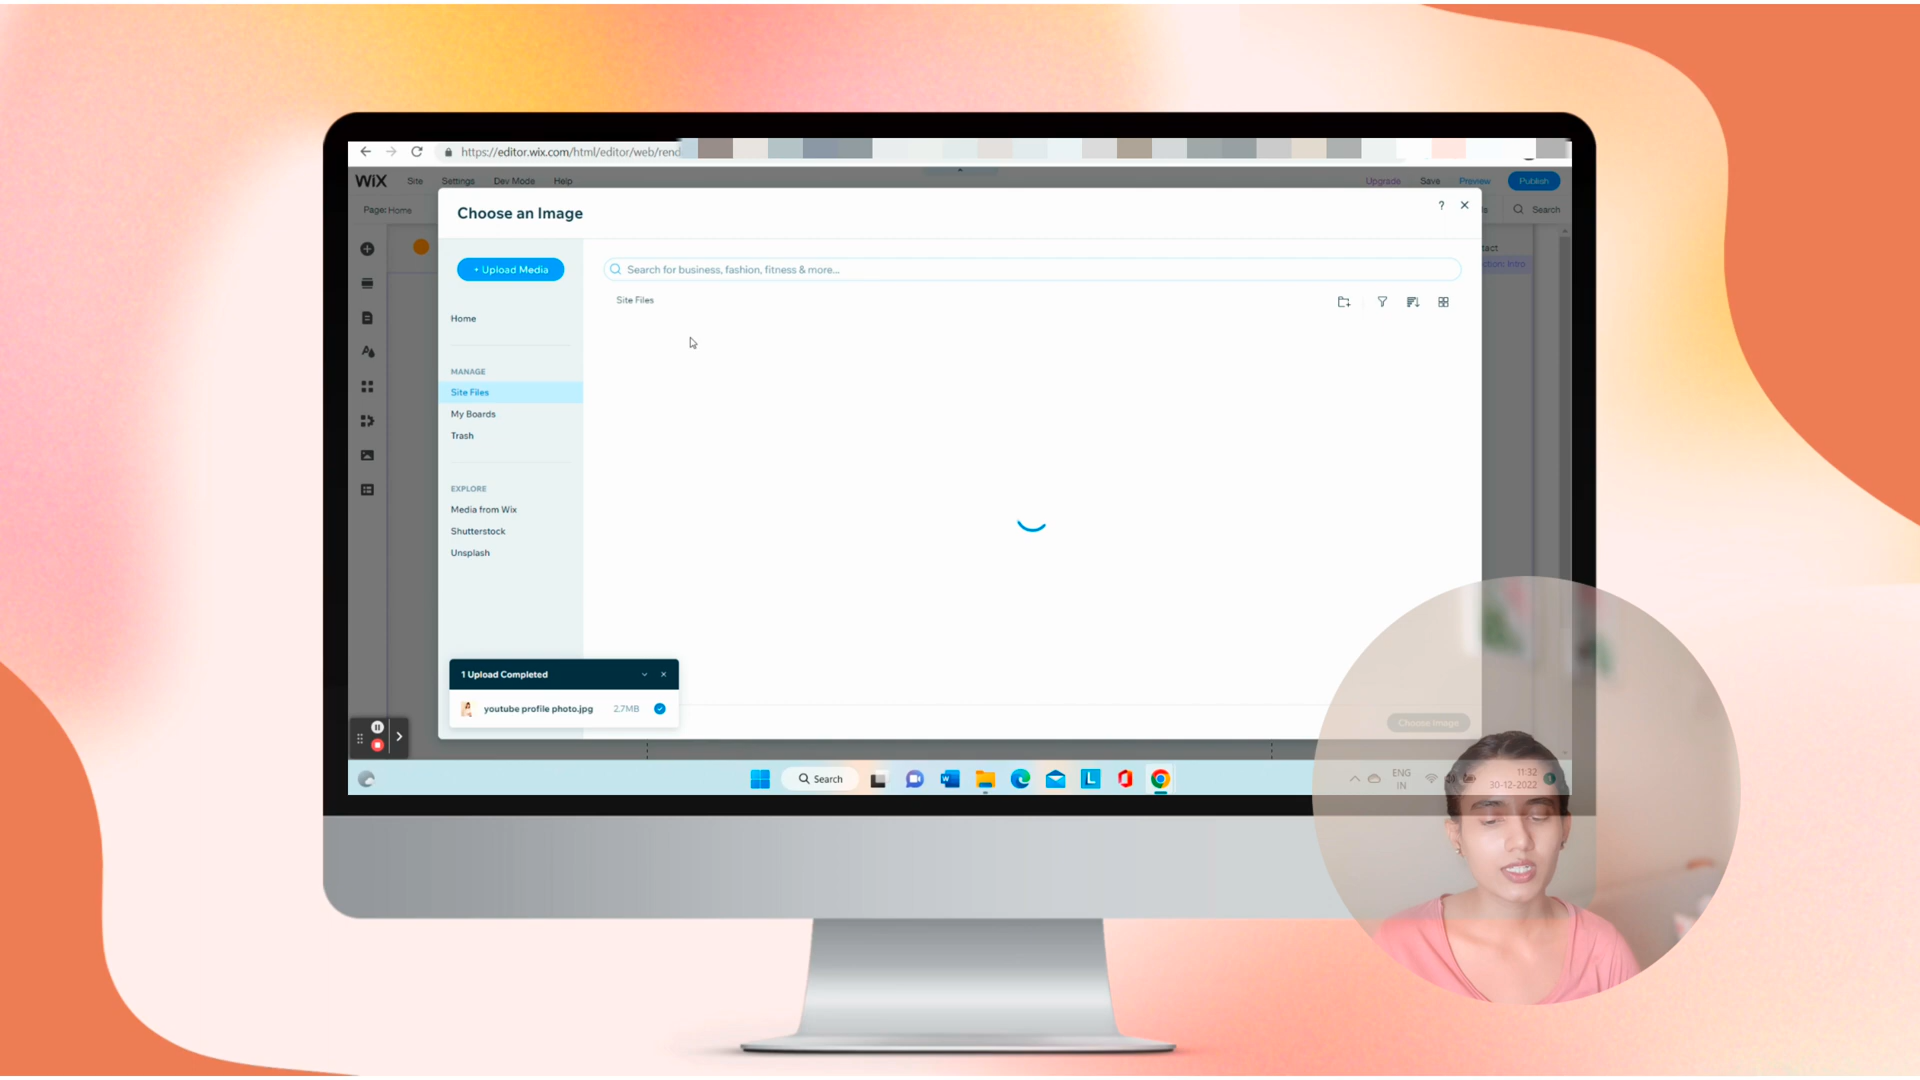 https://editor.wix.com/html/editor/web/rend
WiX Site Settings Dev Mode Help
Upgrade Save Preview Publish
Page: Home
Search
Choose an Image
?
+ Upload Media
Search for business, fashion, fitness & more...
Site Files
Home
MANAGE
Site Files
My Boards
Trash
EXPLORE
Media from Wix
Shutterstock
Unsplash
1 Upload Completed
youtube profile photo.jpg 2.7MB
Choose Image
Search
ENG
IN
11:32
30-12-2022